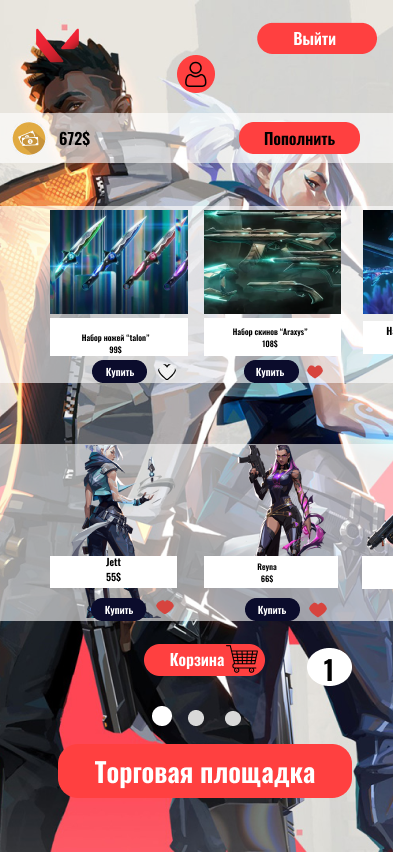 Выйти
672$
Пополнить
Набор ножей "talon"
99$
Набор скинов "Araxys"
108$
Купить
Купить
Jett
55$
Reyna
66$
Купить
Купить
Корзина
1
Торговая площадка